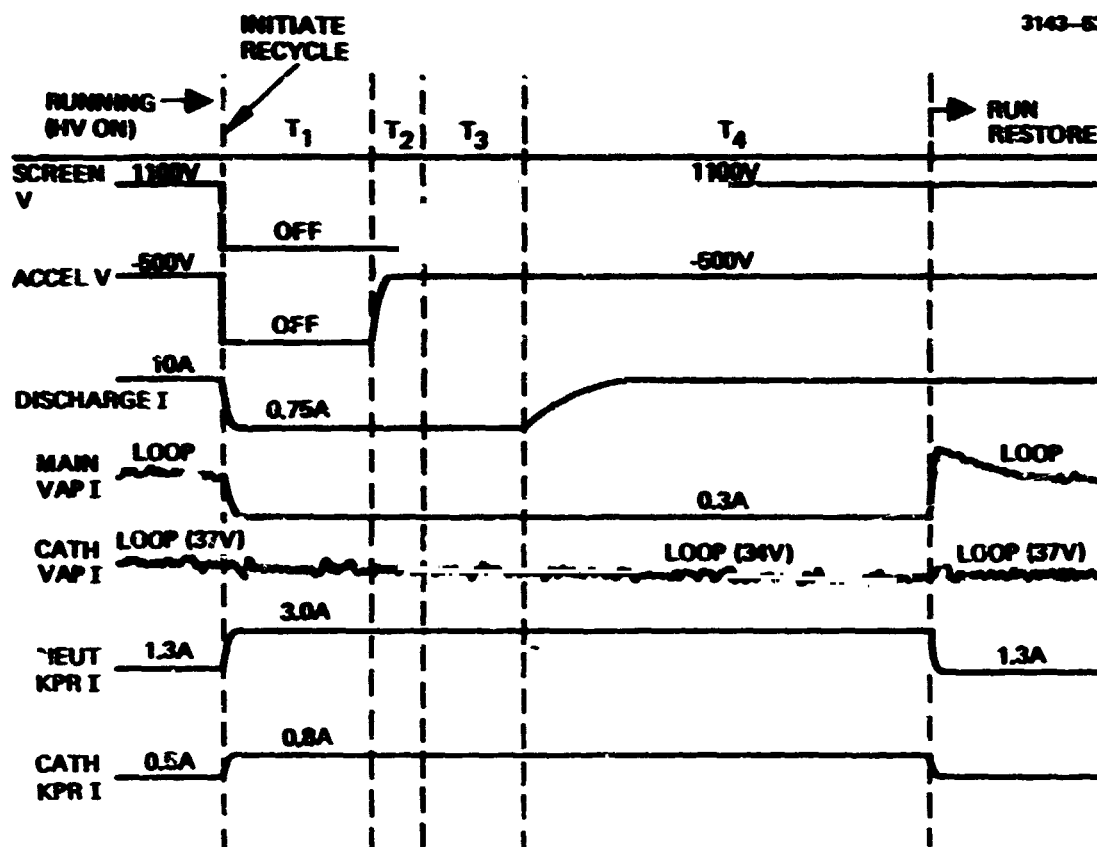 INITIATE
RECYCLE
RUNNING
(HV ON)
T1
T2
T3
T4
RUN
RESTORE
SCREEN
V
1100V
OFF
1100V
ACCEL V
-500V
OFF
-500V
DISCHARGE I
10A
0.75A
MAIN
VAP I
LOOP
0.3A
LOOP
CATH
VAP I
LOOP (37V)
LOOP (34V)
LOOP (37V)
NEUT
KPR I
1.3A
3.0A
1.3A
CATH
KPR I
0.5A
0.8A